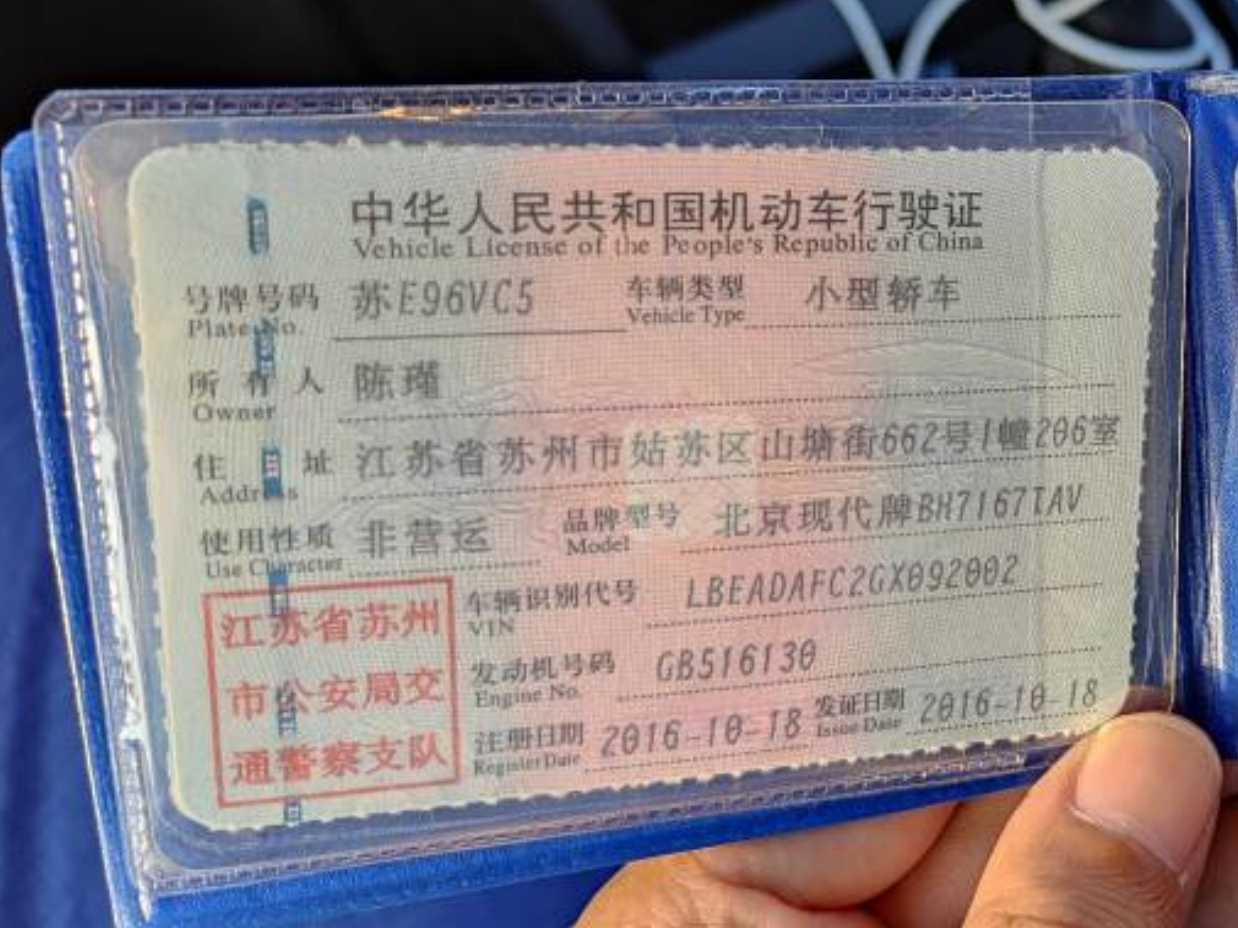 中华人民共和国机动车行驶证
Vehicle License of the People's Republic of China
号牌号码 苏E96VC5 车辆类型 小型轿车
Plate No. Vehicle Type
所有人 陈瑾
Owner
住址 江苏省苏州市姑苏区山塘街662号1幢206室
Address
使用性质 非营运 品牌型号 北京现代牌BH7167IAV
Use Character Model
车辆识别代号 LBEADAFC2GX092002
VIN
发动机号码 GB516130
Engine No.
注册日期 2016-10-18 发证日期 2016-10-18
Register Date Issue Date
江苏省苏州
市公安局交
通警察支队